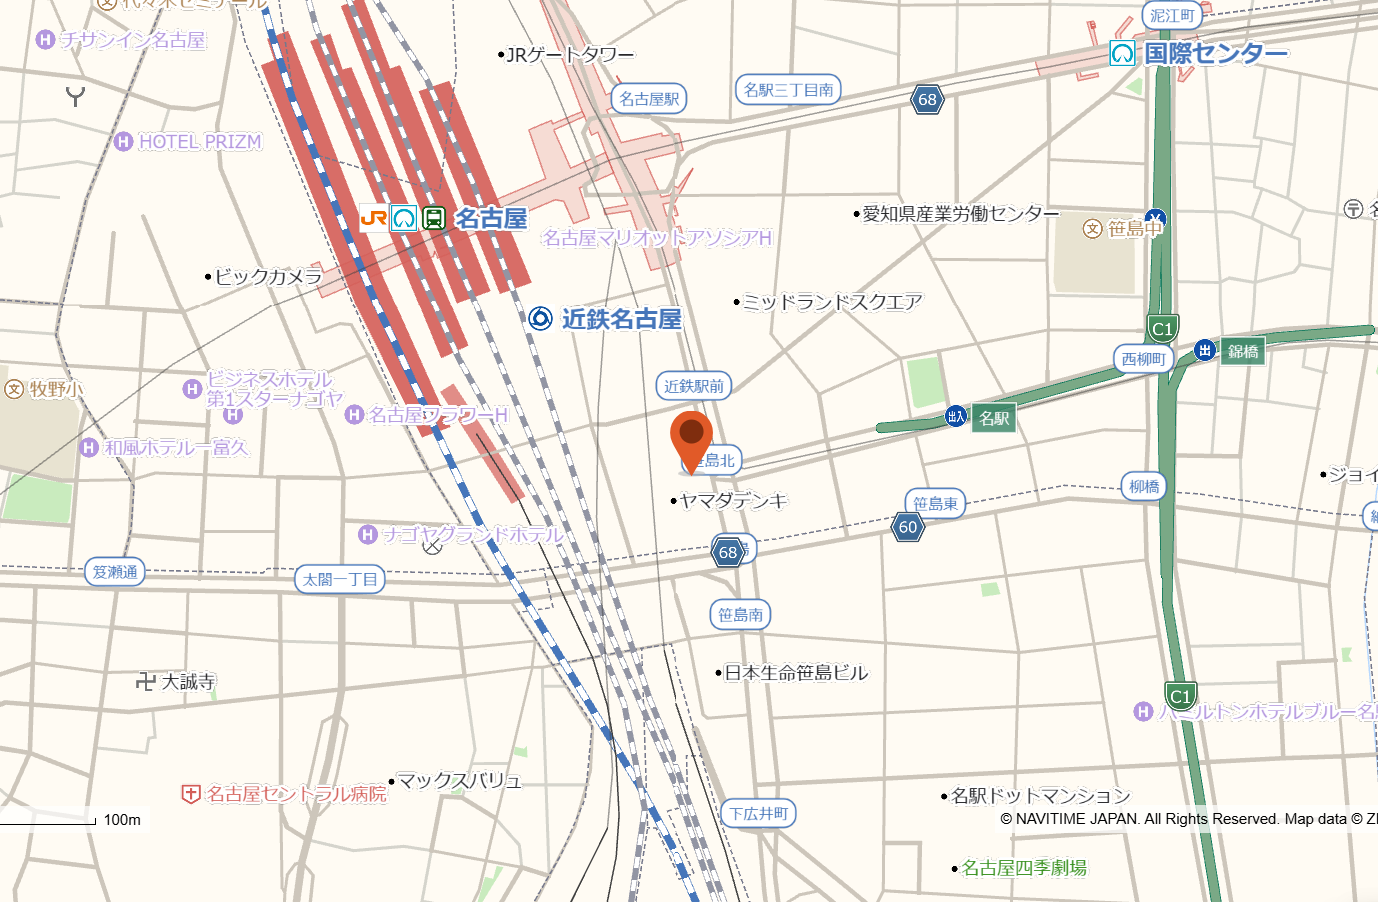 代々木ゼミナール
泥江町
チサンイン名古屋
JRゲートタワー
国際センター
名古屋駅
名駅三丁目南
68
HOTEL PRIZM
JR
名古屋
愛知県産業労働センター
笹島中
名古屋マリオットアソシアH
ビックカメラ
ミッドランドスクエア
近鉄名古屋
C1
出
錦橋
西柳町
牧野小
ビジネスホテル
第1スターナゴヤ
近鉄駅前
名古屋フラワーH
出入
名駅
和風ホテル一富久
笹島北
ヤマダデンキ
柳橋
ジョイ
笹島東
60
ナゴヤグランドホテル
68
笈瀬通
太閤一丁目
笹島南
日本生命笹島ビル
大誠寺
C1
ハミルトンホテルブルー名
名古屋セントラル病院
マックスバリュ
名駅ドットマンション
下広井町
100m
© NAVITIME JAPAN. All Rights Reserved. Map data ©
名古屋四季劇場